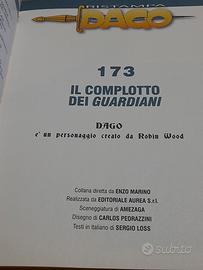 RISTAMPA
DAGO
173
IL COMPLOTTO
DEI GUARDIANI
DAGO
e' un personaggio creato da Robin Wood
Collana diretta da ENZO MARINO
Realizzata da EDITORIALE AUREA S.r.l.
Sceneggiatura di AMEZAGA
Disegno di CARLOS PEDRAZZINI
Testi in italiano di SERGIO LOSS
subito